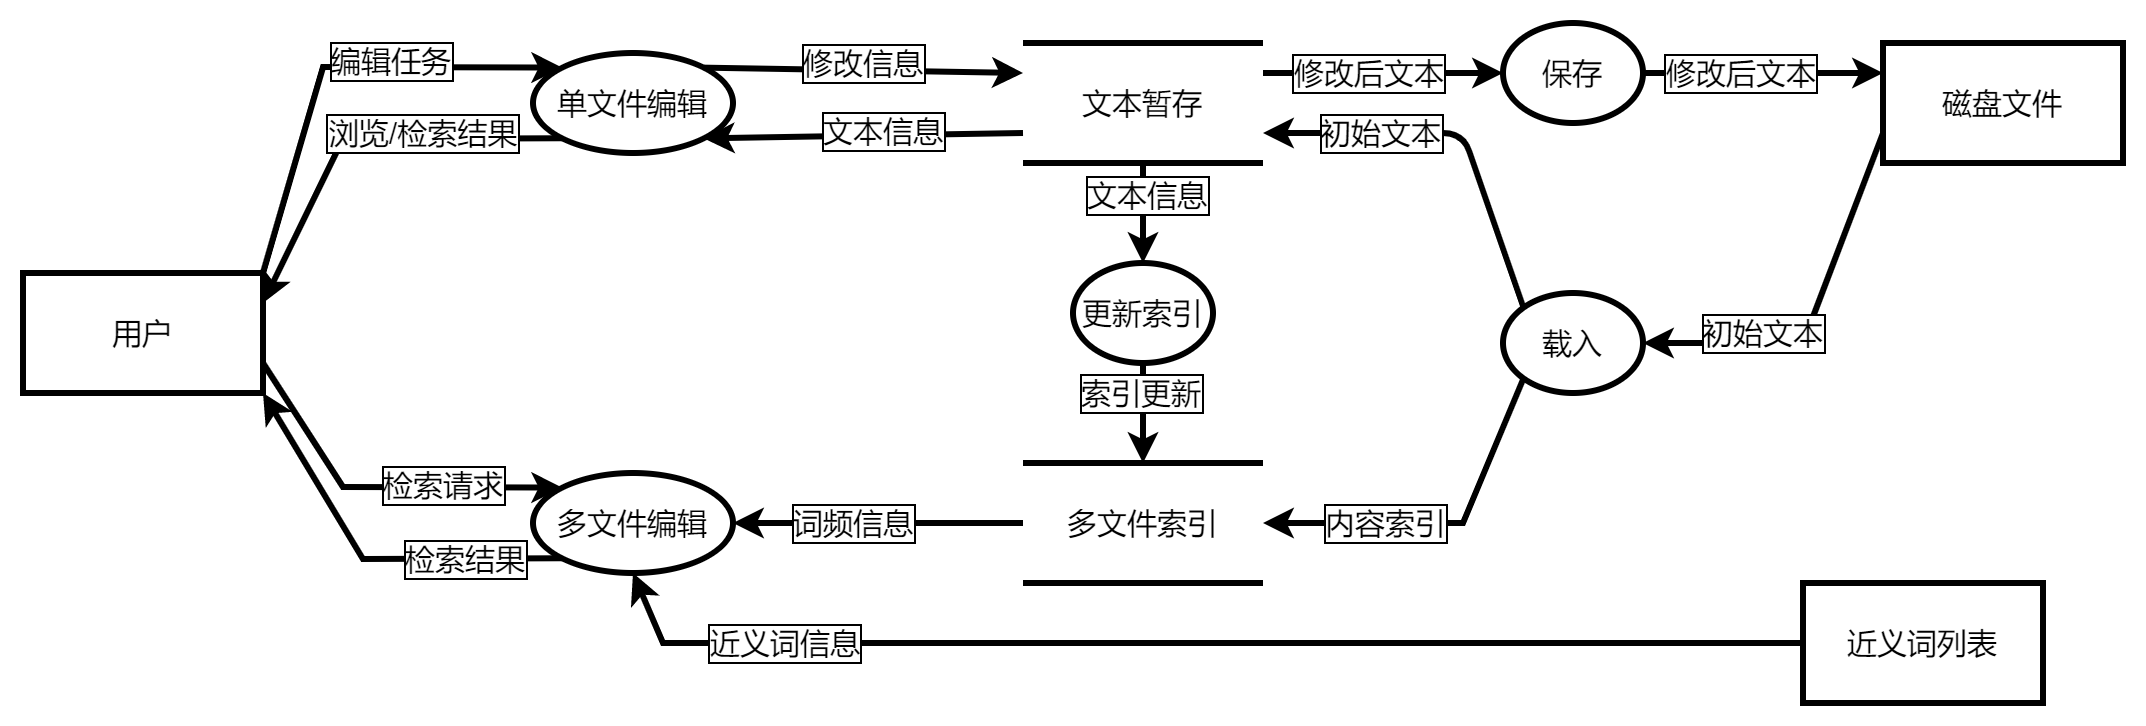 编辑任务
修改信息
修改后文本
保存
修改后文本
单文件编辑
文本暂存
磁盘文件
浏览/检索结果
文本信息
初始文本
文本信息
用户
更新索引
载入
初始文本
索引更新
检索请求
多文件编辑
词频信息
多文件索引
内容索引
检索结果
近义词信息
近义词列表